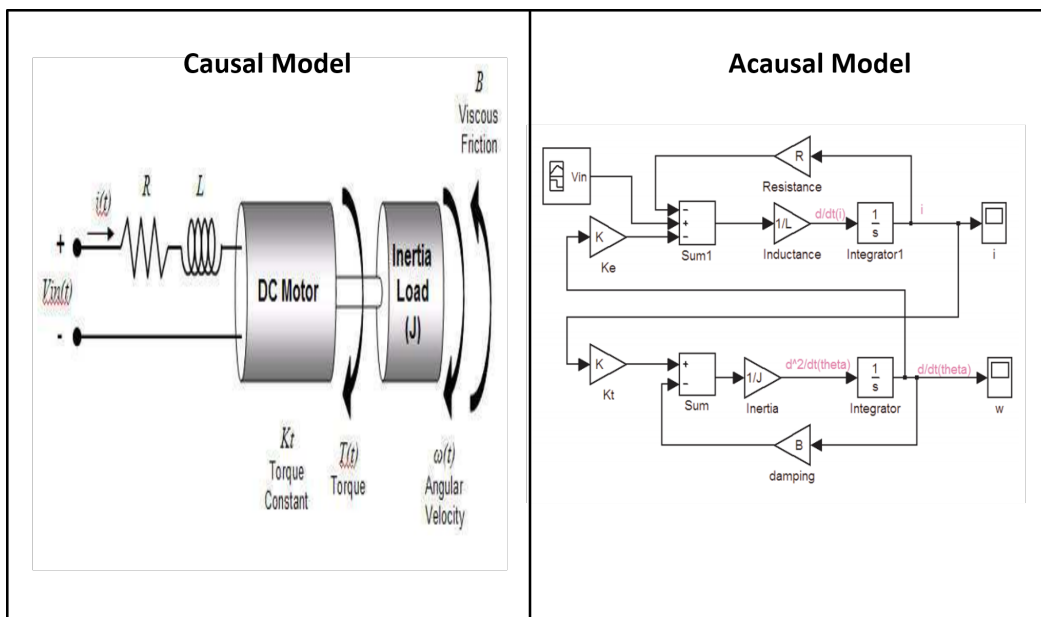 Causal Model
B
Viscous
Friction
i(t)
R
L
+
Vin(t)
-
DC Motor
Inertia
Load
(J)
Kt
Torque
Constant
T(t)
Torque
ω(t)
Angular
Velocity
Acausal Model
Vin
R
Resistance
−
+
−
Sum1
1/L
Inductance
d/dt(i)
1
s
Integrator1
i
i
K
Ke
K
Kt
+
−
Sum
1/J
Inertia
d^2/dt(theta)
1
s
Integrator
d/dt(theta)
w
B
damping